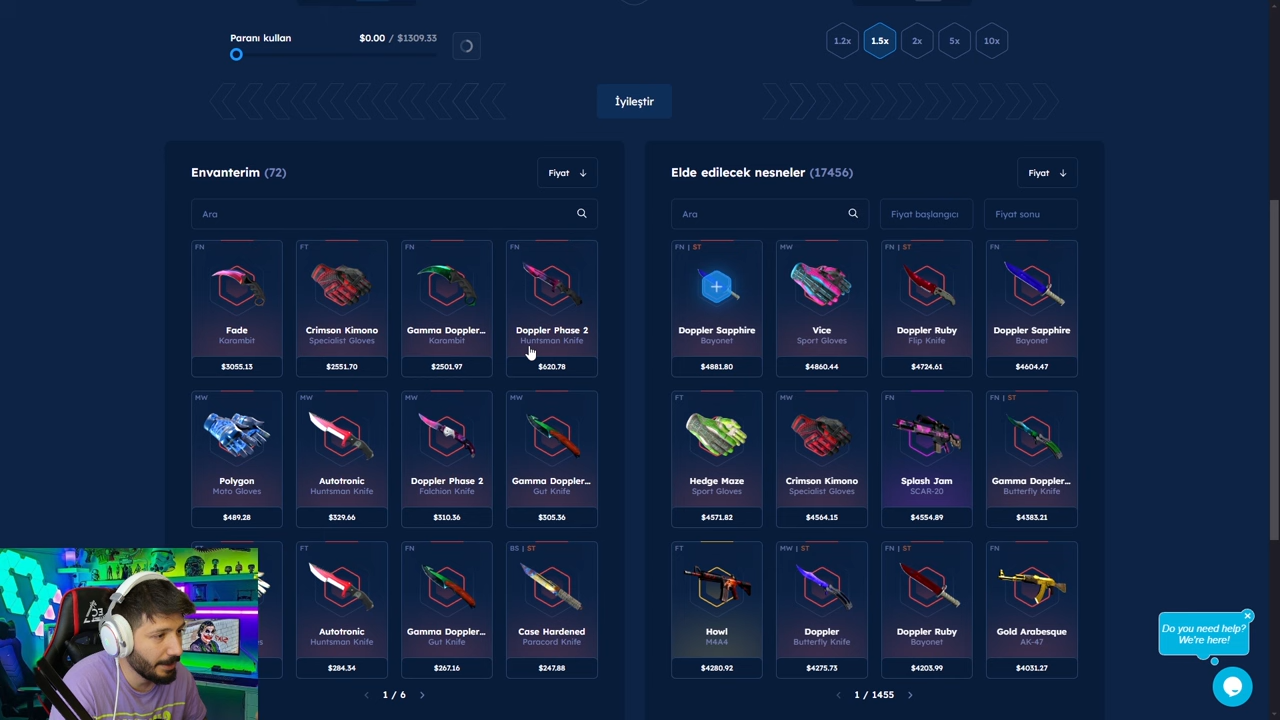 Paranı kullan
$0.00 / $1309.33
1.2x
1.5x
2x
5x
10x
İyileştir
Envanterim (72)
Fiyat
Elde edilecek nesneler (17456)
Fiyat
Ara
Ara
Fiyat başlangıcı
Fiyat sonu
FN
Fade
Karambit
$3055.13
FT
Crimson Kimono
Specialist Gloves
$2551.70
FN
Gamma Doppler...
Karambit
$2501.97
FN
Doppler Phase 2
Huntsman Knife
$620.78
FN | ST
Doppler Sapphire
Bayonet
$4881.80
MW
Vice
Sport Gloves
$4860.44
FN | ST
Doppler Ruby
Flip Knife
$4724.61
FN
Doppler Sapphire
Bayonet
$4604.47
MW
Polygon
Moto Gloves
$489.28
MW
Autotronic
Huntsman Knife
$329.66
MW
Doppler Phase 2
Falchion Knife
$310.36
MW
Gamma Doppler...
Gut Knife
$305.36
FT
Hedge Maze
Sport Gloves
$4571.82
MW
Crimson Kimono
Specialist Gloves
$4564.15
FN
Splash Jam
SCAR-20
$4554.89
FN | ST
Gamma Doppler...
Butterfly Knife
$4383.21
FT
Autotronic
Huntsman Knife
$284.34
FN
Gamma Doppler...
Gut Knife
$267.16
BS | ST
Case Hardened
Paracord Knife
$247.88
FT
Howl
M4A4
$4280.92
MW | ST
Doppler
Butterfly Knife
$4275.73
FN | ST
Doppler Ruby
Bayonet
$4203.99
FN
Gold Arabesque
AK-47
$4031.27
1 / 6
1 / 1455
Do you need help?
We're here!